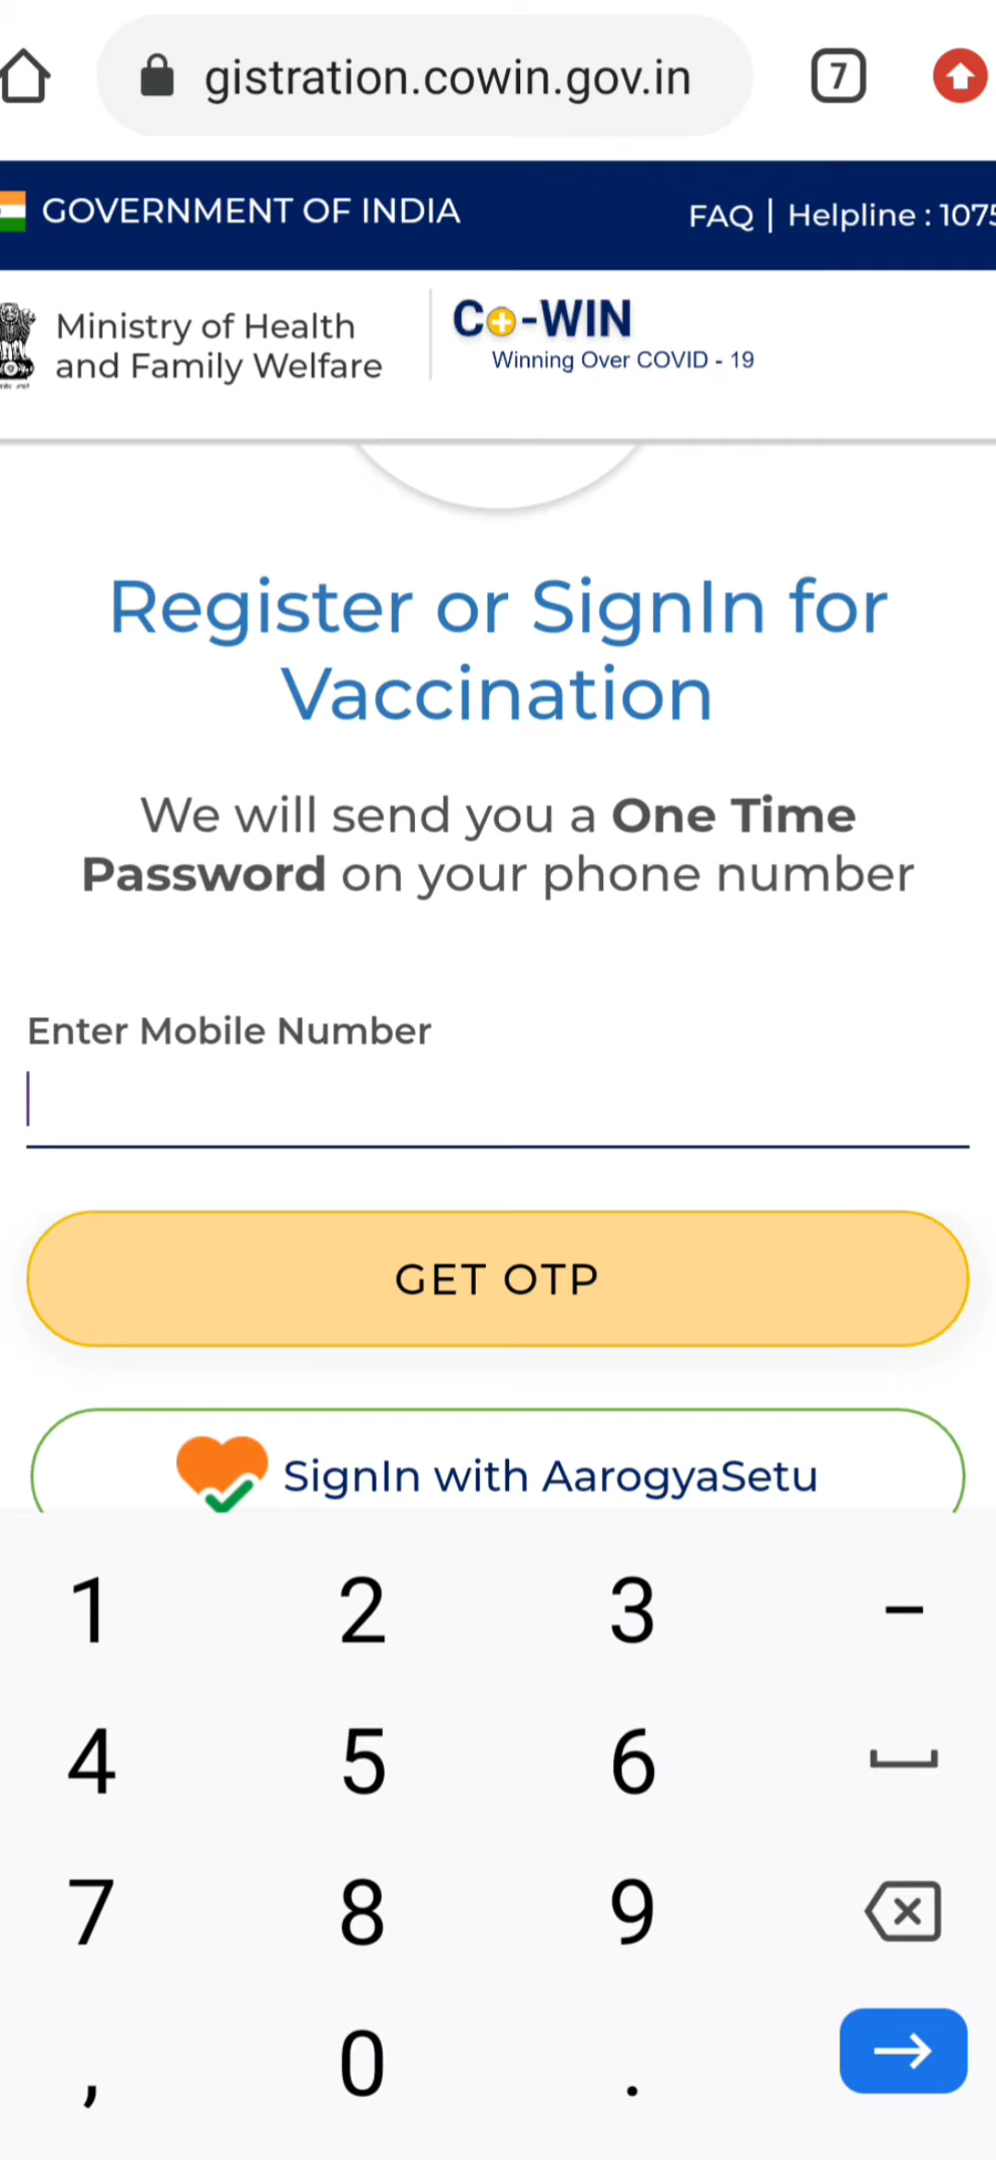 gistration.cowin.gov.in
7
GOVERNMENT OF INDIA
FAQ | Helpline : 1075
Ministry of Health
and Family Welfare
Co-WIN
Winning Over COVID - 19
Register or SignIn for
Vaccination
We will send you a One Time
Password on your phone number
Enter Mobile Number
GET OTP
SignIn with AarogyaSetu
1 2 3 –
4 5 6
7 8 9
, 0 .